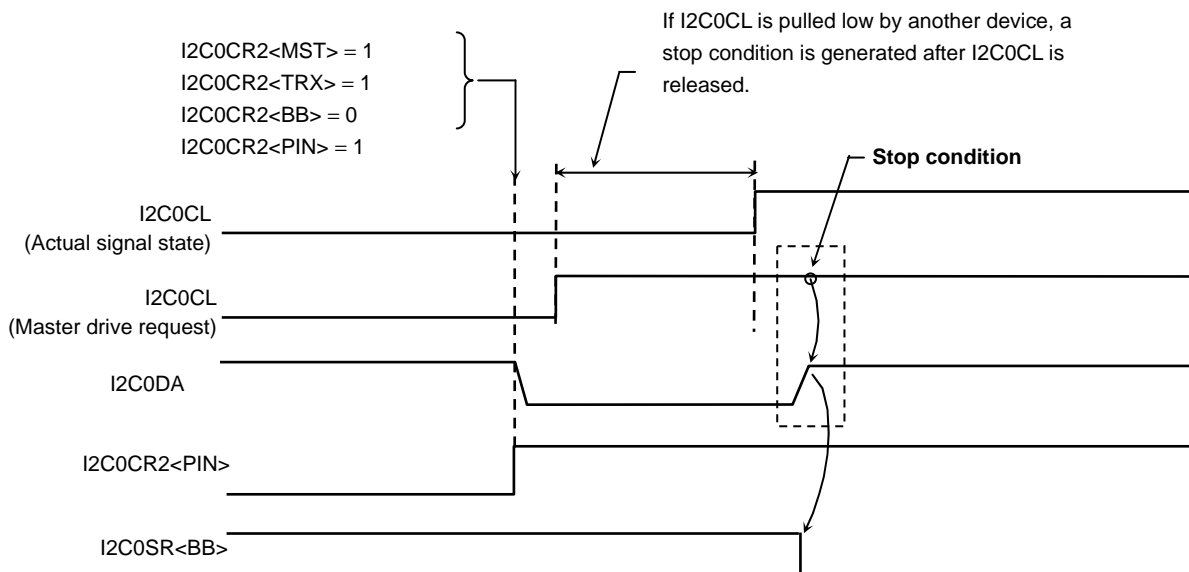 If I2C0CL is pulled low by another device, a
stop condition is generated after I2C0CL is
released.
I2C0CR2<MST> = 1
I2C0CR2<TRX> = 1
I2C0CR2<BB> = 0
I2C0CR2<PIN> = 1
Stop condition
I2C0CL
(Actual signal state)
I2C0CL
(Master drive request)
I2C0DA
I2C0CR2<PIN>
I2C0SR<BB>